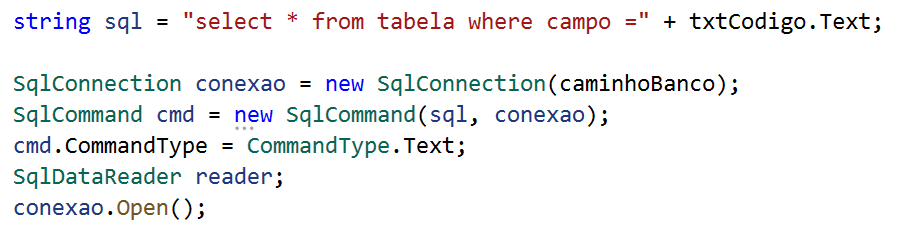 string sql = "select * from tabela where campo =" + txtCodigo.Text;
SqlConnection conexao = new SqlConnection(caminhoBanco);
SqlCommand cmd = new SqlCommand(sql, conexao);
cmd.CommandType = CommandType.Text;
SqlDataReader reader;
conexao.Open();